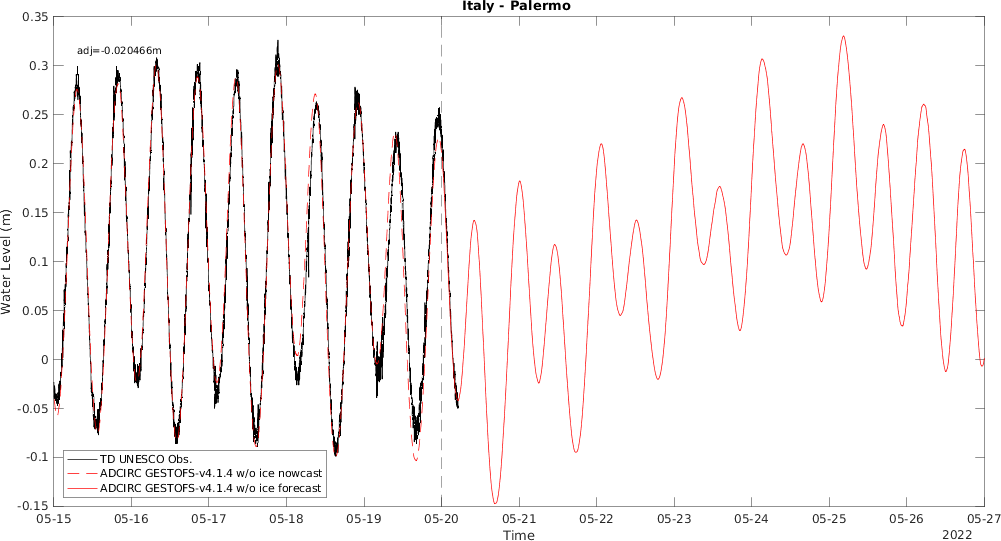 Italy - Palermo
0.35
0.3
0.25
0.2
0.15
0.1
0.05
0
-0.05
-0.1
-0.15
Water Level (m)
adj=-0.020466m
TD UNESCO Obs.
ADCIRC GESTOFS-v4.1.4 w/o ice nowcast
ADCIRC GESTOFS-v4.1.4 w/o ice forecast
05-15 05-16 05-17 05-18 05-19 05-20 05-21 05-22 05-23 05-24 05-25 05-26 05-27
Time
2022